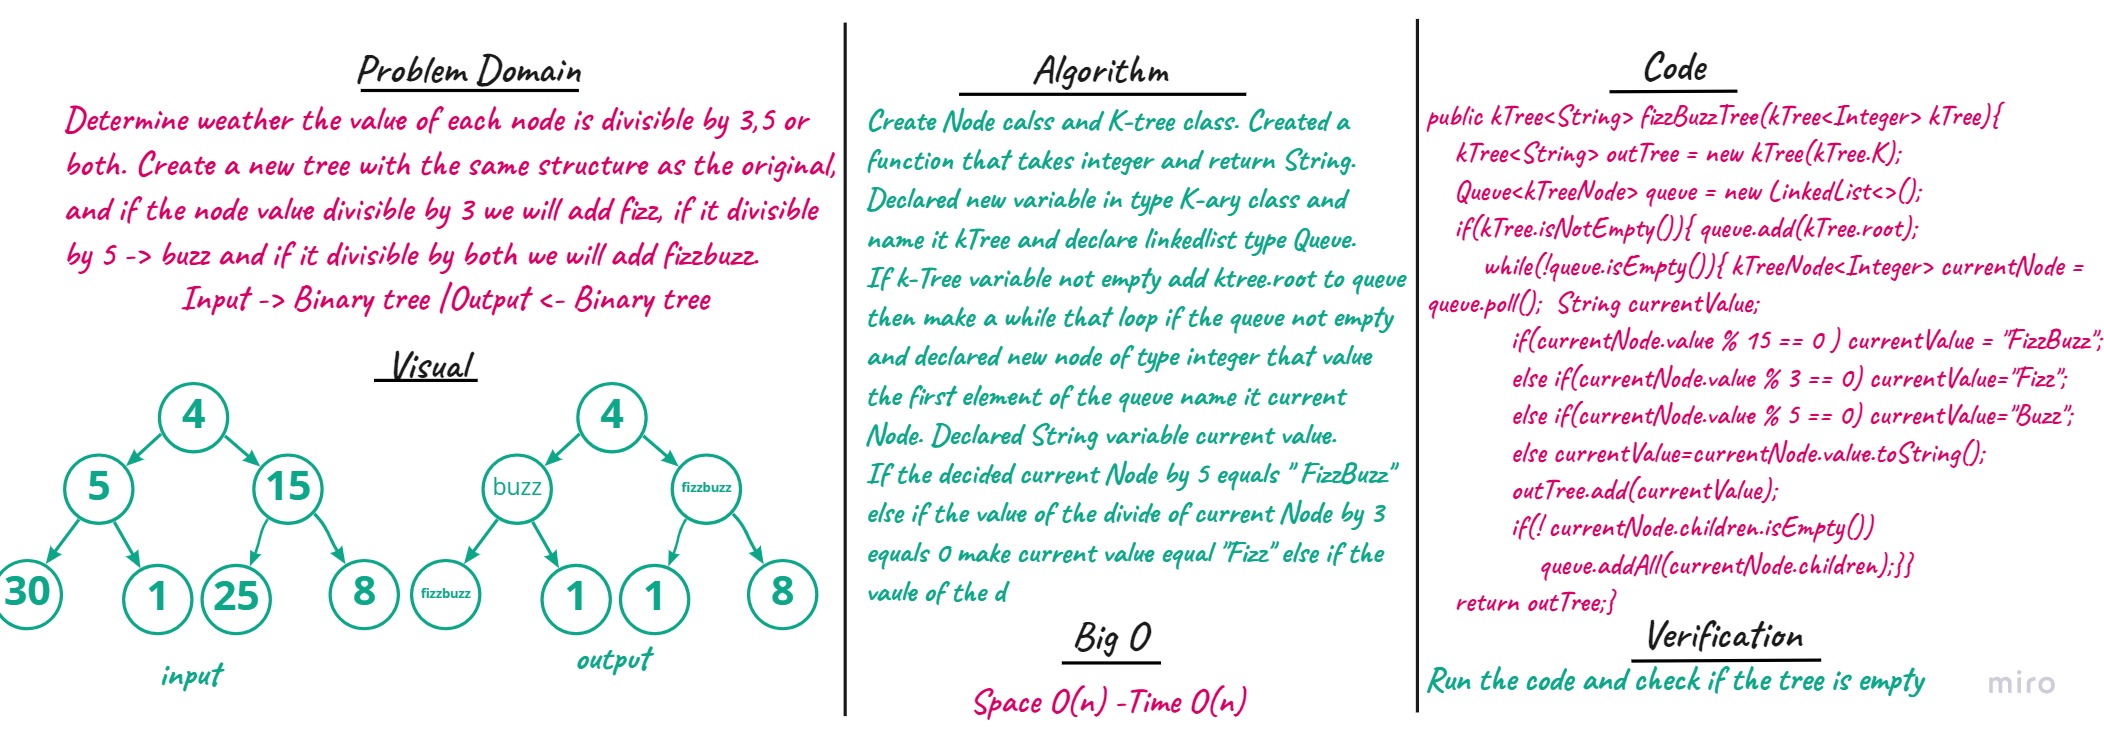 Problem Domain
Determine weather the value of each node is divisible by 3,5 or
both. Create a new tree with the same structure as the original,
and if the node value divisible by 3 we will add fizz, if it divisible
by 5 -> buzz and if it divisible by both we will add fizzbuzz.
Input -> Binary tree |Output <- Binary tree
Visual
4
5
15
30
1
25
8
input
4
buzz
fizzbuzz
fizzbuzz
1
1
8
output
Algorithm
Create Node calss and K-tree class. Created a
function that takes integer and return String.
Declared new variable in type K-ary class and
name it kTree and declare linkedlist type Queue.
If k-Tree variable not empty add ktree.root to queue
then make a while that loop if the queue not empty
and declared new node of type integer that value
the first element of the queue name it current
Node. Declared String variable current value.
If the decided current Node by 5 equals " FizzBuzz"
else if the value of the divide of current Node by 3
equals 0 make current value equal "Fizz" else if the
vaule of the d
Big O
Space O(n) -Time O(n)
Code
public kTree<String> fizzBuzzTree(kTree<Integer> kTree){
kTree<String> outTree = new kTree(kTree.K);
Queue<kTreeNode> queue = new LinkedList<>();
if(kTree.isNotEmpty()){ queue.add(kTree.root);
while(!queue.isEmpty()){ kTreeNode<Integer> currentNode =
queue.poll(); String currentValue;
if(currentNode.value % 15 == 0 ) currentValue = "FizzBuzz";
else if(currentNode.value % 3 == 0) currentValue="Fizz";
else if(currentNode.value % 5 == 0) currentValue="Buzz";
else currentValue=currentNode.value.toString();
outTree.add(currentValue);
if(! currentNode.children.isEmpty())
queue.addAll(currentNode.children);}}
return outTree;}
Verification
Run the code and check if the tree is empty
miro